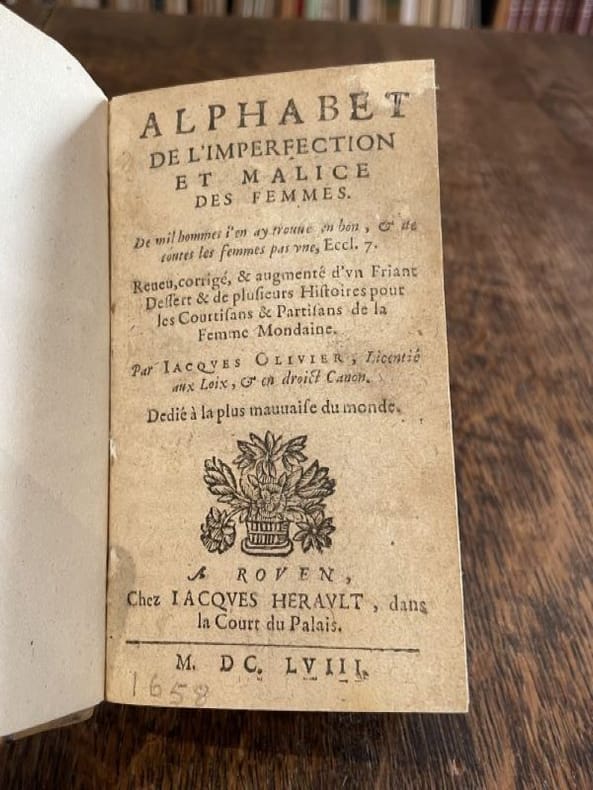 ALPHABET
DE L'IMPERFECTION
ET MALICE
DES FEMMES.
De mil hommes i'en ay trouué vn bon, & de
toutes les femmes pas vne, Eccl. 7.
Reueu, corrigé, & augmenté d'vn Friant
Deſſert & de pluſieurs Hiſtoires pour
les Courtiſans & Partiſans de la
Femme Mondaine.
Par IACQVES OLIVIER, Licentié
aux Loix, & en droict Canon.
Dedié à la plus mauuaiſe du monde.
A ROVEN,
Chez IACQVES HERAVLT, dans
la Court du Palais.
M. DC. LVIII.
1658